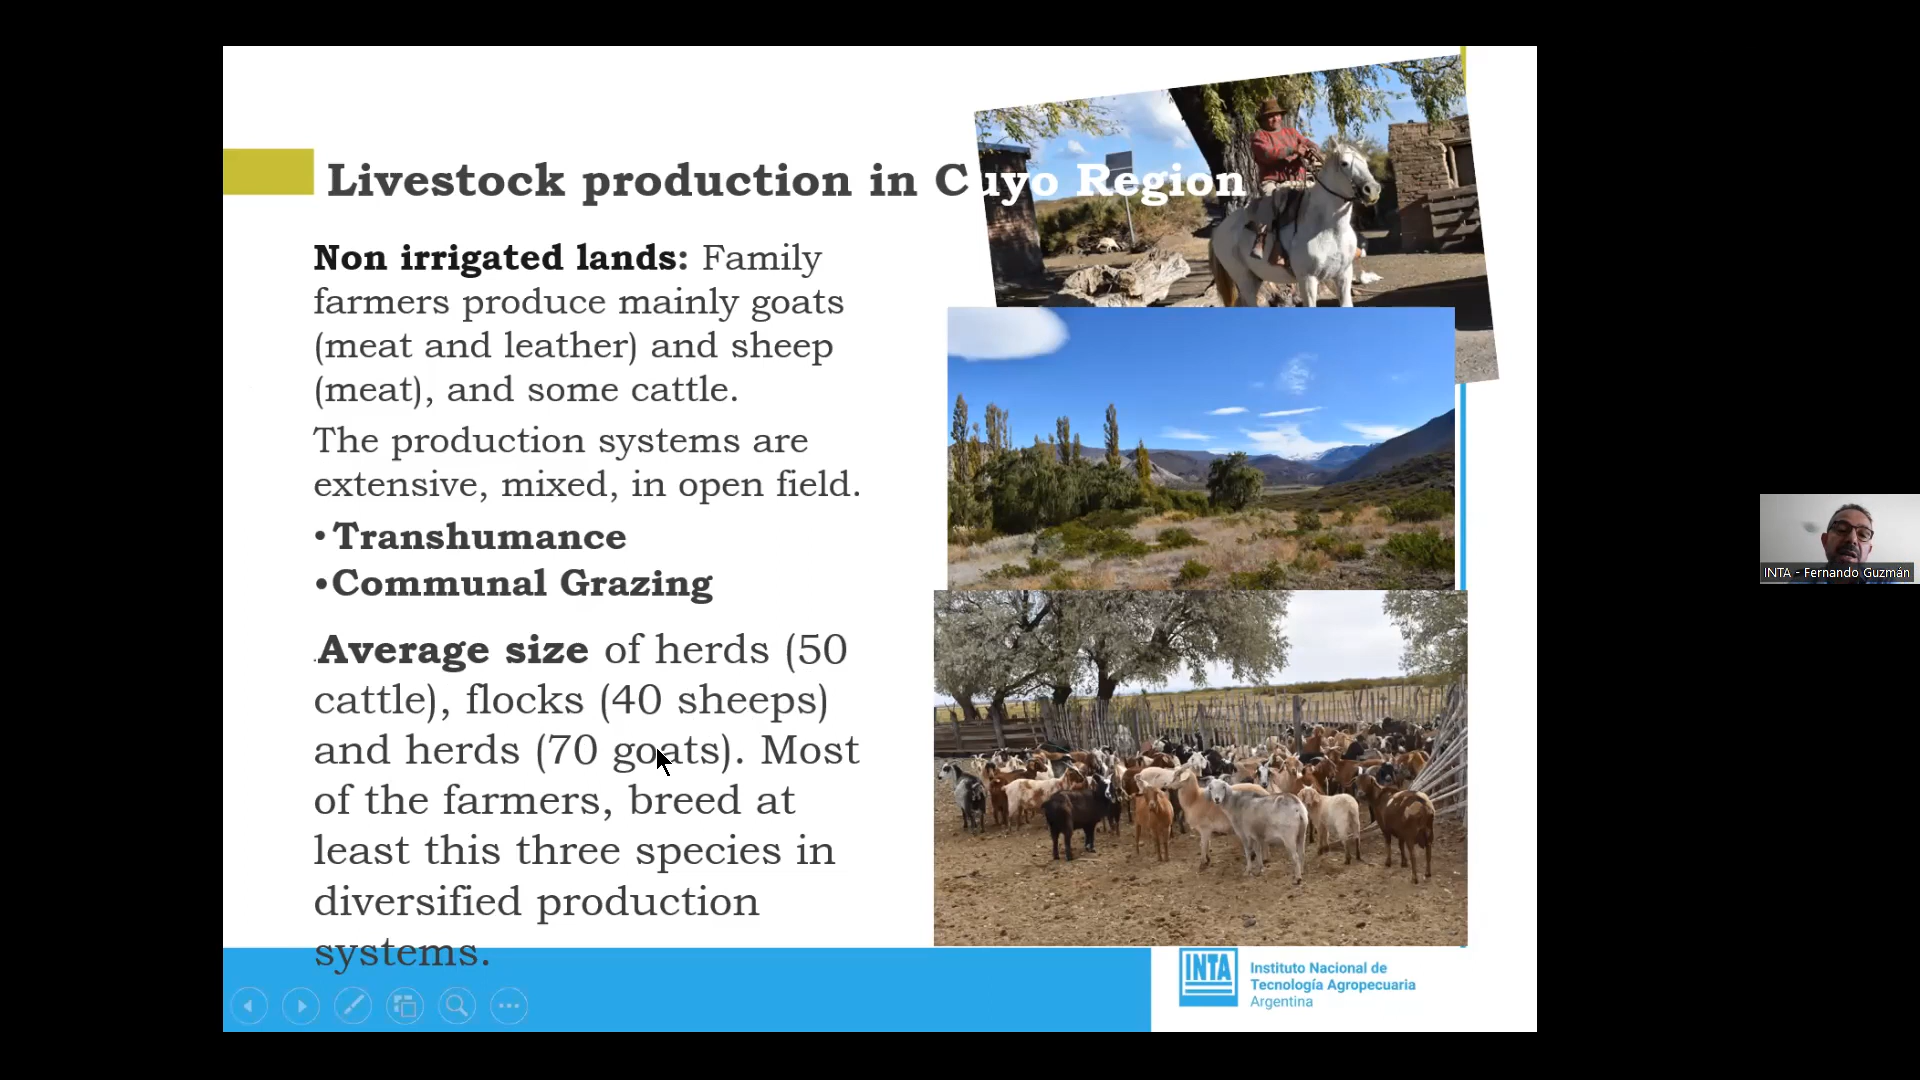 Livestock production in Cuyo Region
Non irrigated lands: Family
farmers produce mainly goats
(meat and leather) and sheep
(meat), and some cattle.
The production systems are
extensive, mixed, in open field.
•Transhumance
•Communal Grazing
.Average size of herds (50
cattle), flocks (40 sheeps)
and herds (70 goats). Most
of the farmers, breed at
least this three species in
diversified production
systems.
INTA
Instituto Nacional de
Tecnología Agropecuaria
Argentina
INTA - Fernando Guzmán